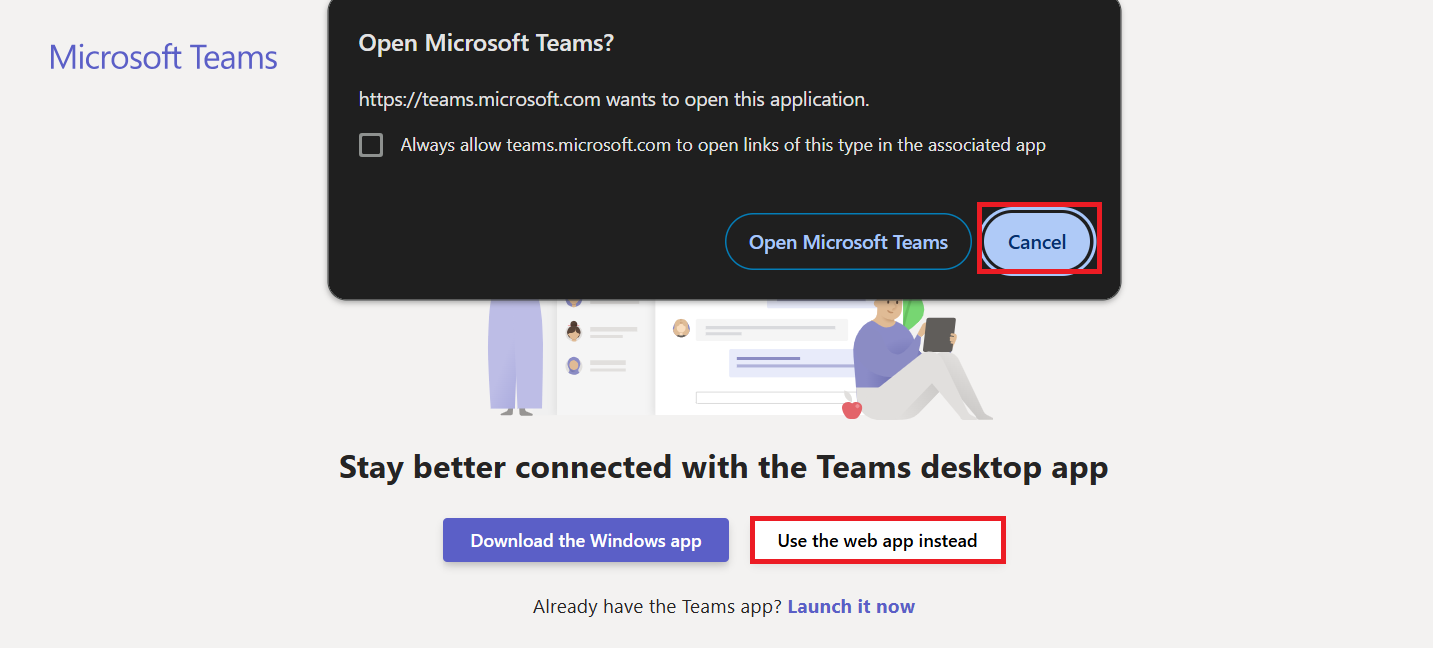 Microsoft Teams
Open Microsoft Teams?
https://teams.microsoft.com wants to open this application.
Always allow teams.microsoft.com to open links of this type in the associated app
Open Microsoft Teams
Cancel
Stay better connected with the Teams desktop app
Download the Windows app
Use the web app instead
Already have the Teams app? Launch it now